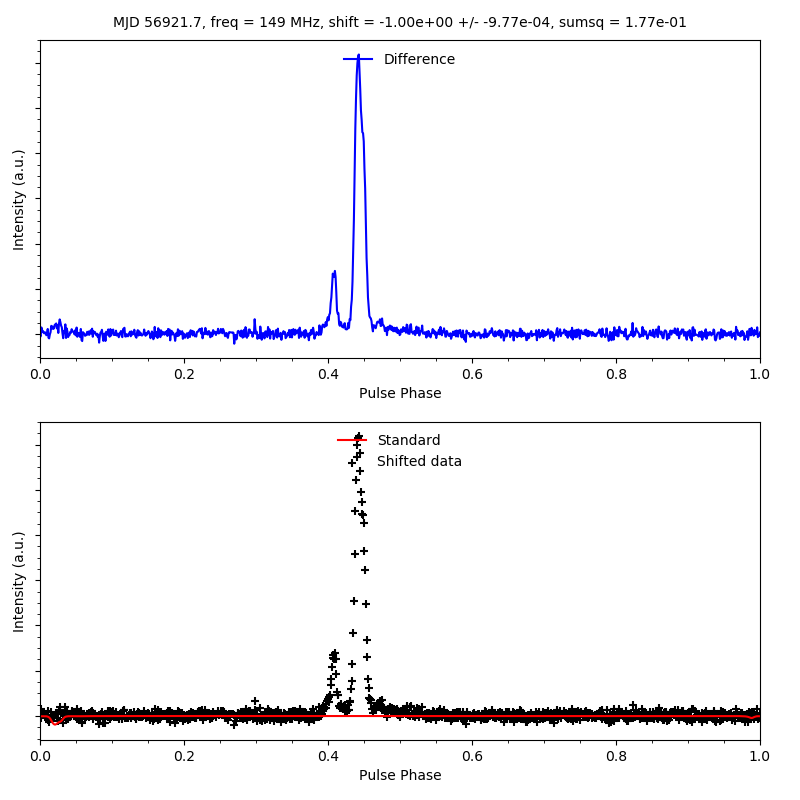 MJD 56921.7, freq = 149 MHz, shift = -1.00e+00 +/- -9.77e-04, sumsq = 1.77e-01
Difference
Intensity (a.u.)
0.0 0.2 0.4 0.6 0.8 1.0
Pulse Phase
Standard
Shifted data
Intensity (a.u.)
0.0 0.2 0.4 0.6 0.8 1.0
Pulse Phase